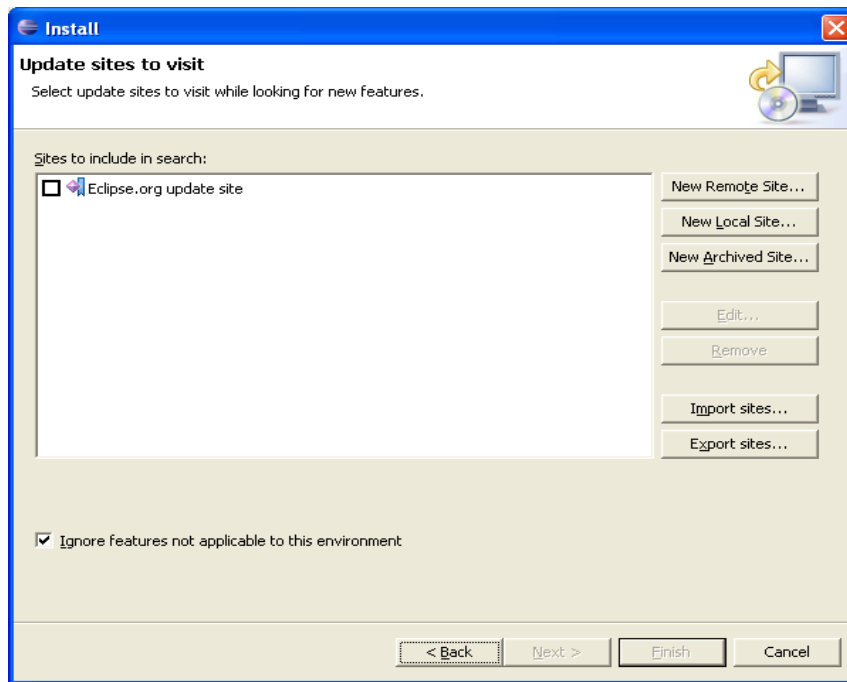 Install
Update sites to visit
Select update sites to visit while looking for new features.
Sites to include in search:
Eclipse.org update site
New Remote Site...
New Local Site...
New Archived Site...
Edit...
Remove
Import sites...
Export sites...
Ignore features not applicable to this environment
< Back
Next >
Finish
Cancel